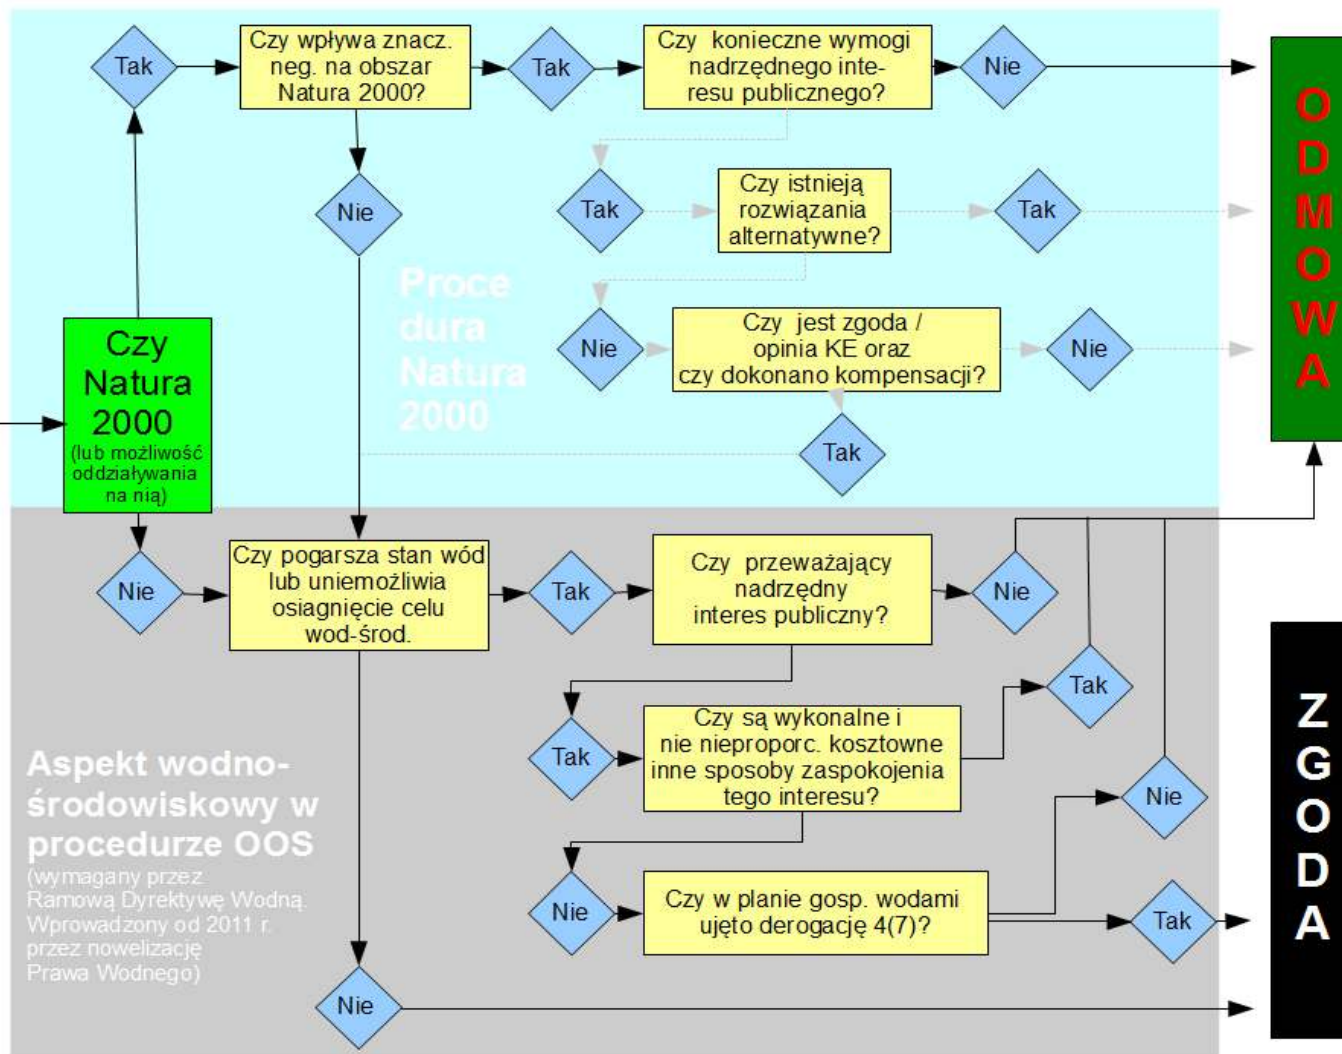 Tak
Czy wpływa znacz.
neg. na obszar
Natura 2000?
Tak
Czy konieczne wymogi
nadrzędnego inte-
resu publicznego?
Nie
Nie
Tak
Czy istnieją
rozwiązania
alternatywne?
Tak
Proce
dura
Natura
2000
Nie
Czy jest zgoda /
opinia KE oraz
czy dokonano kompensacji?
Nie
Tak
Czy
Natura
2000
(lub możliwość
oddziaływania
na nią)
O
D
M
O
W
A
Nie
Czy pogarsza stan wód
lub uniemożliwia
osiagnięcie celu
wod-środ.
Tak
Czy przeważający
nadrzędny
interes publiczny?
Nie
Tak
Czy są wykonalne i
nie nieproporc. kosztowne
inne sposoby zaspokojenia
tego interesu?
Tak
Nie
Nie
Czy w planie gosp. wodami
ujęto derogację 4(7)?
Tak
Aspekt wodno-
środowiskowy w
procedurze OOS
(wymagany przez
Ramową Dyrektywę Wodną.
Wprowadzony od 2011 r.
przez nowelizację
Prawa Wodnego)
Nie
Z
G
O
D
A